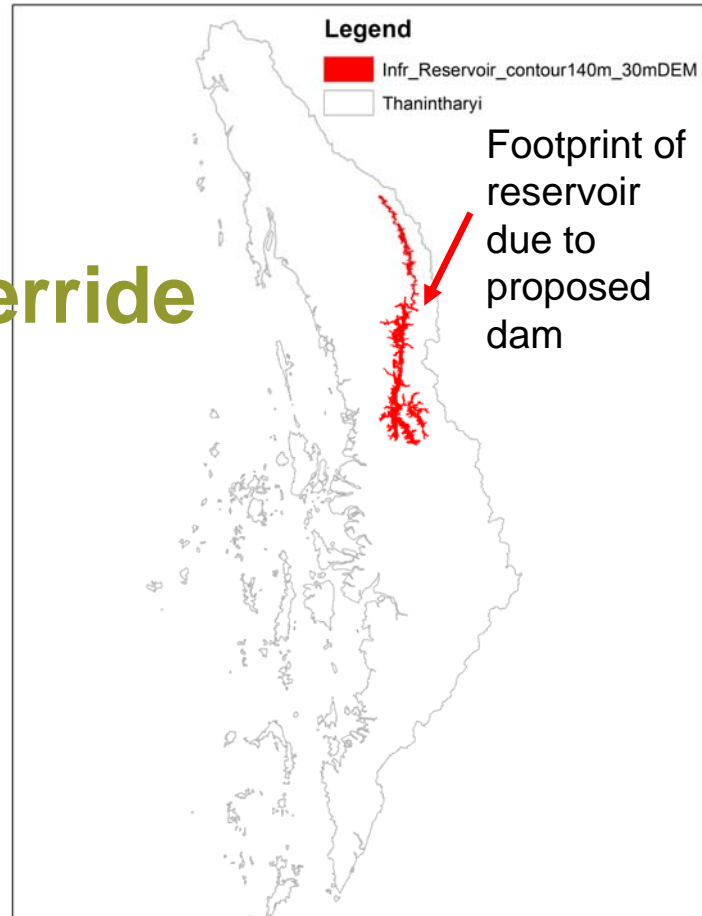 Legend
Infr_Reservoir_contour140m_30mDEM
Thanintharyi
Footprint of
reservoir
due to
proposed
dam
erride